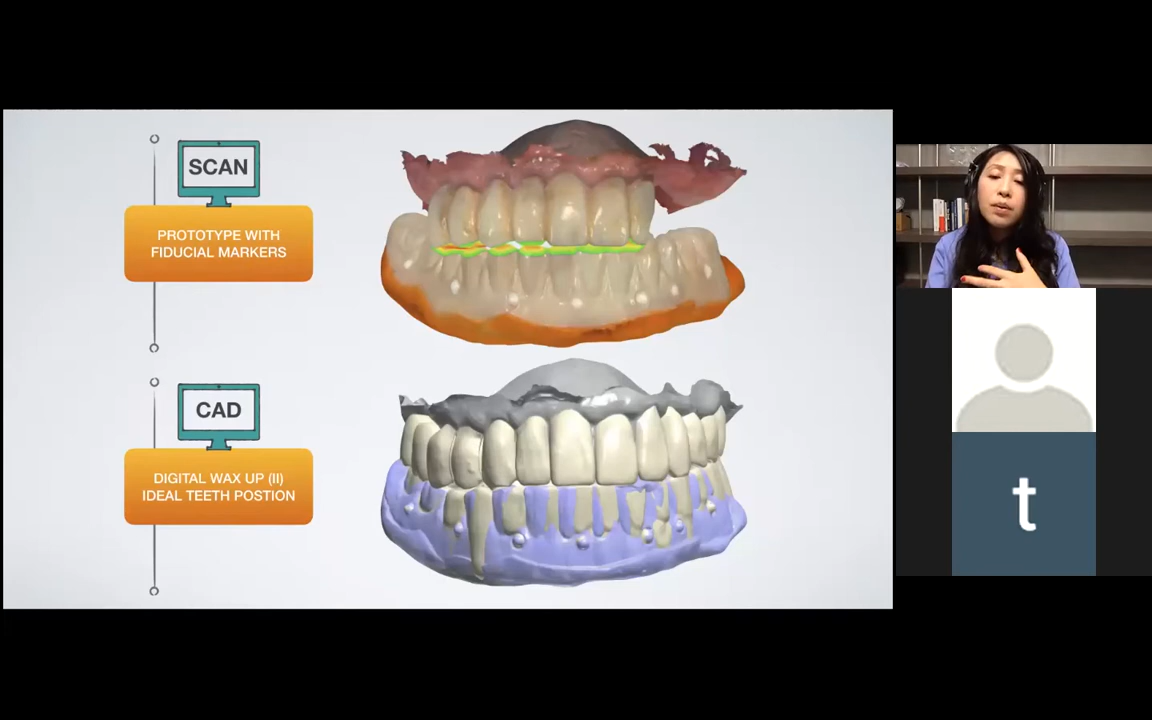 SCAN
PROTOTYPE WITH
FIDUCIAL MARKERS
CAD
DIGITAL WAX UP (II)
IDEAL TEETH POSTION
t